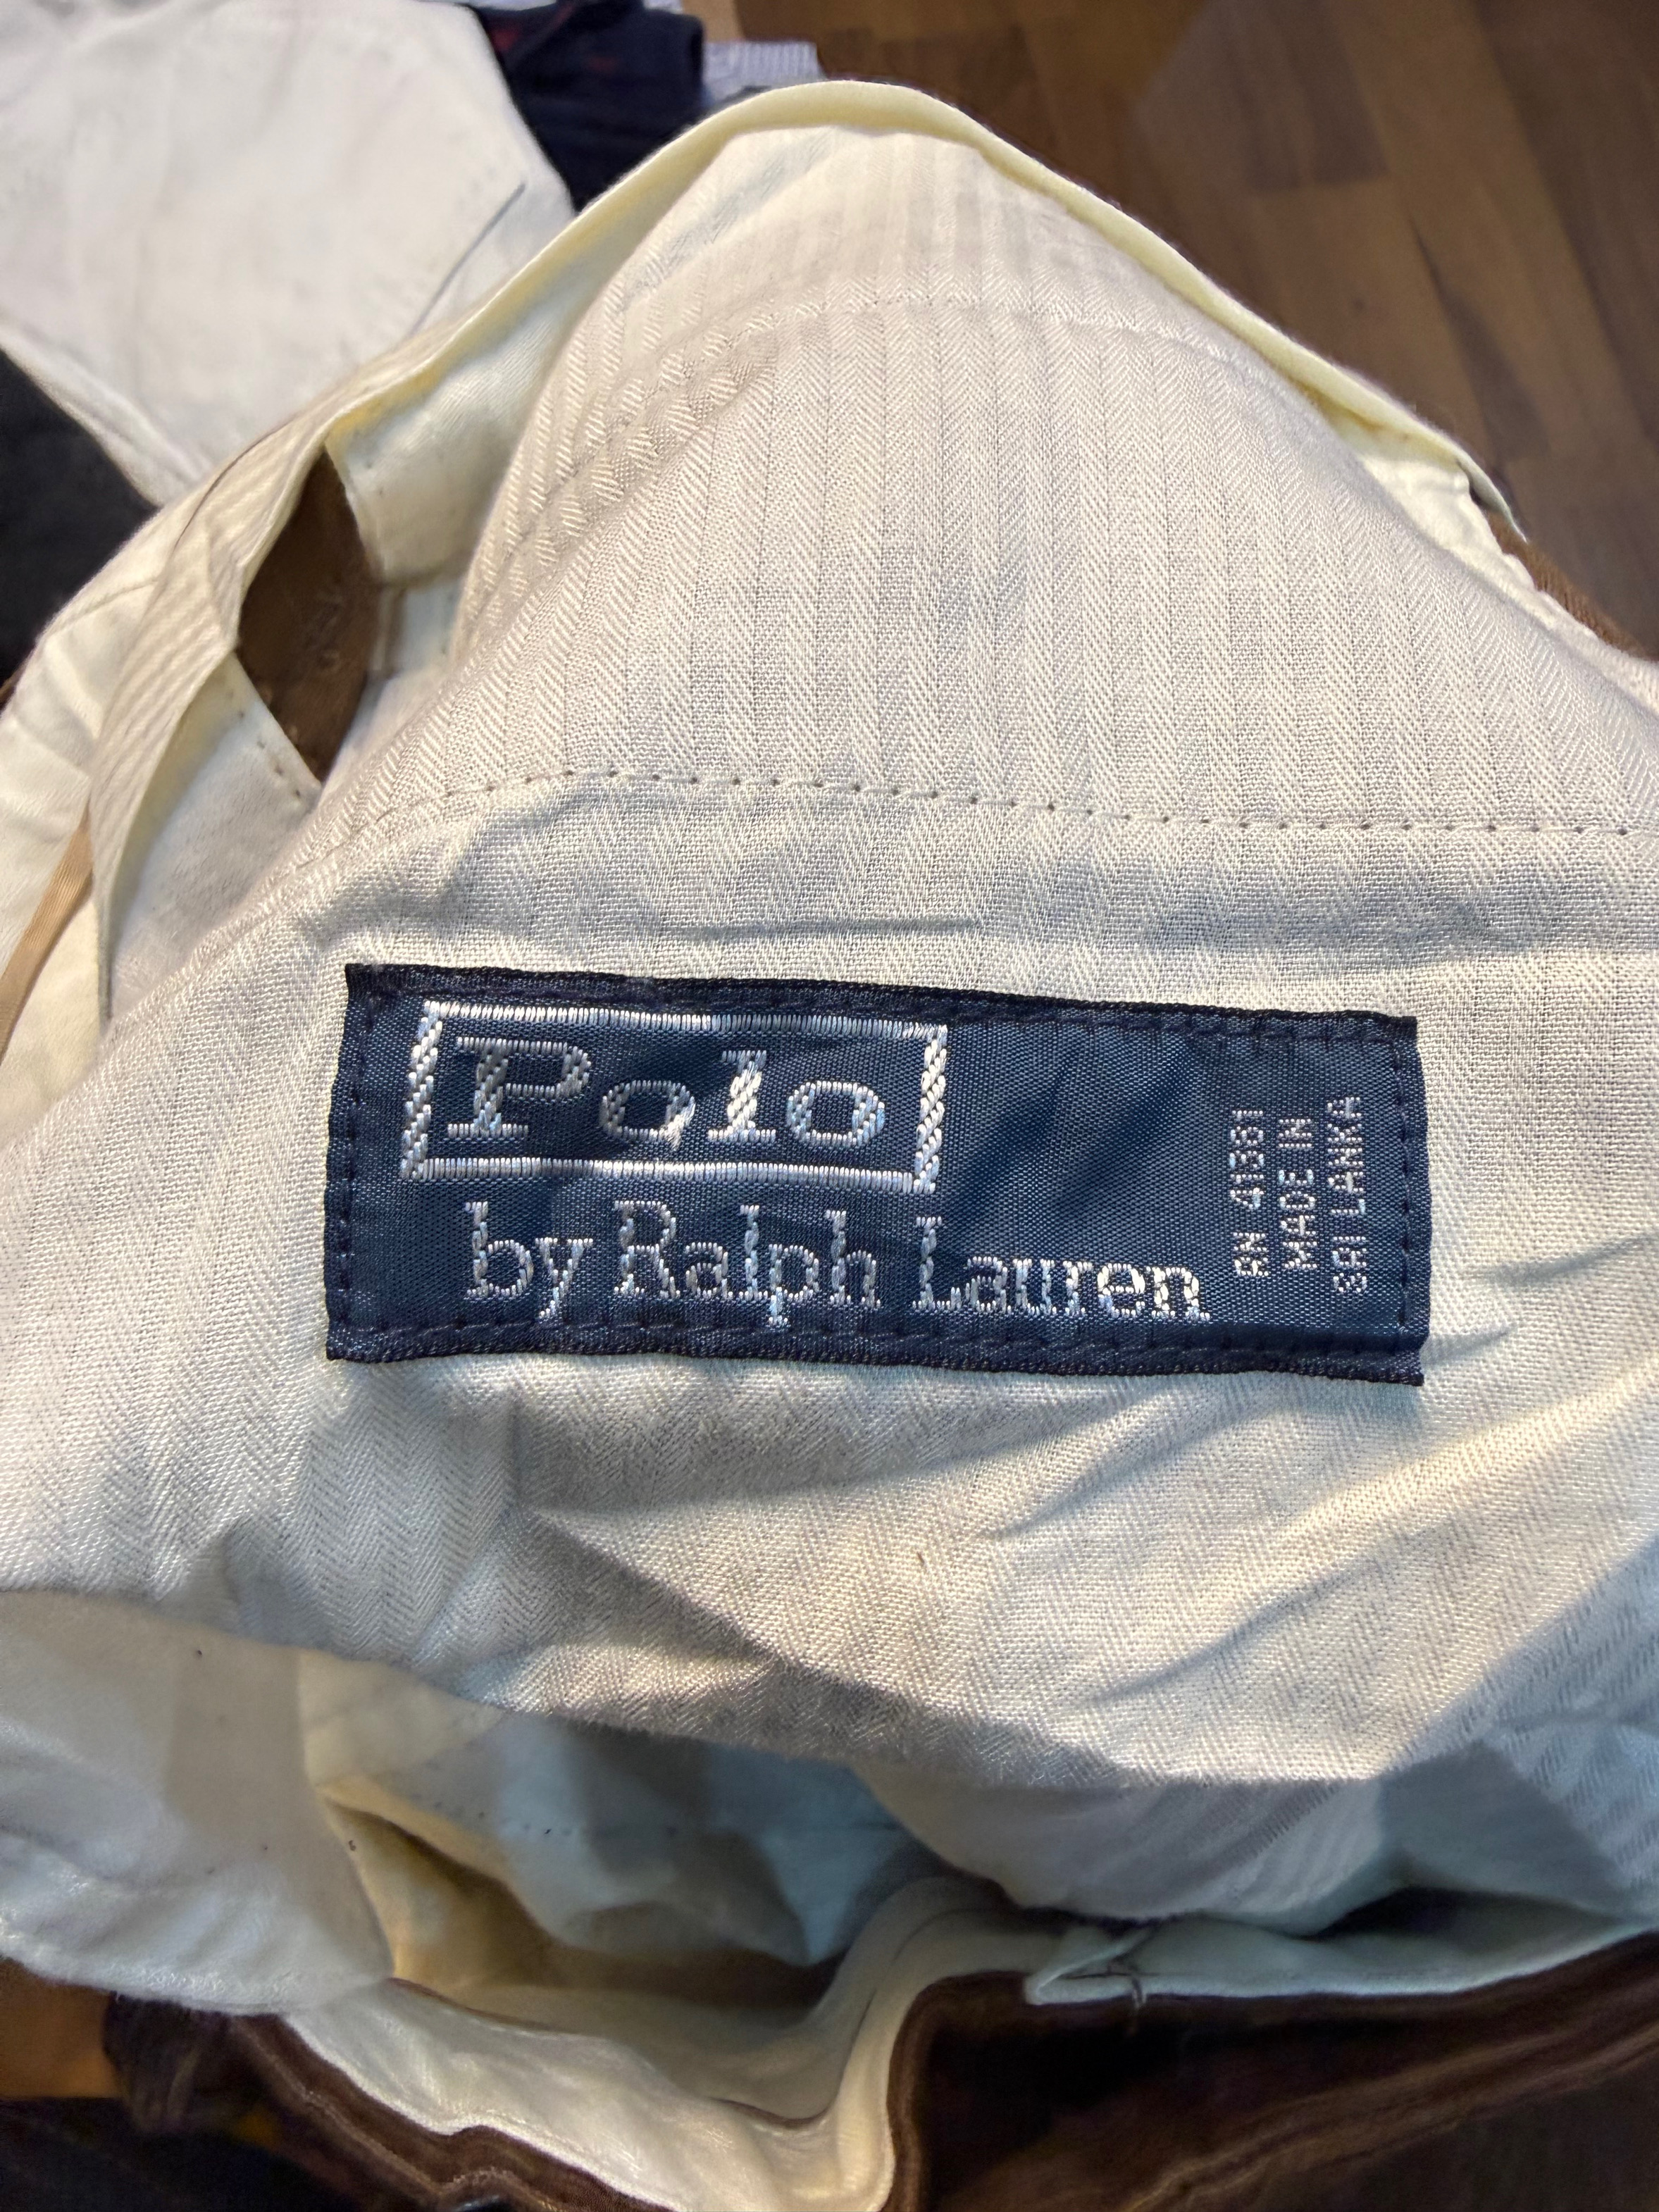 Polo
by Ralph Lauren
RN 41381
MADE IN
SRI LANKA